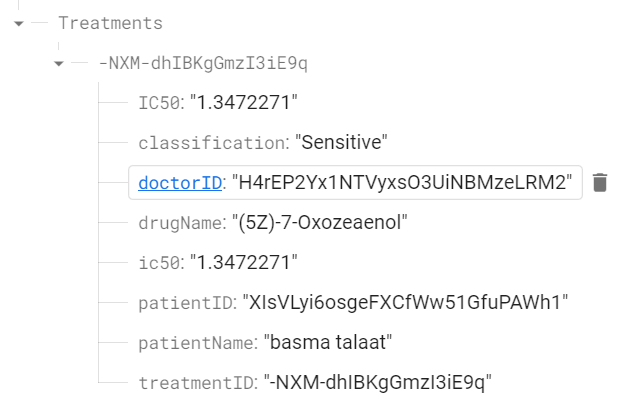 Treatments
-NXM-dhIBKgGmzI3iE9q
IC50: "1.3472271"
classification: "Sensitive"
doctorID: "H4rEP2Yx1NTVyxsO3UiNBMzeLRM2"
drugName: "(5Z)-7-Oxozeaenol"
ic50: "1.3472271"
patientID: "XIsVLyi6osgeFXCfWw51GfuPAWh1"
patientName: "basma talaat"
treatmentID: "-NXM-dhIBKgGmzI3iE9q"